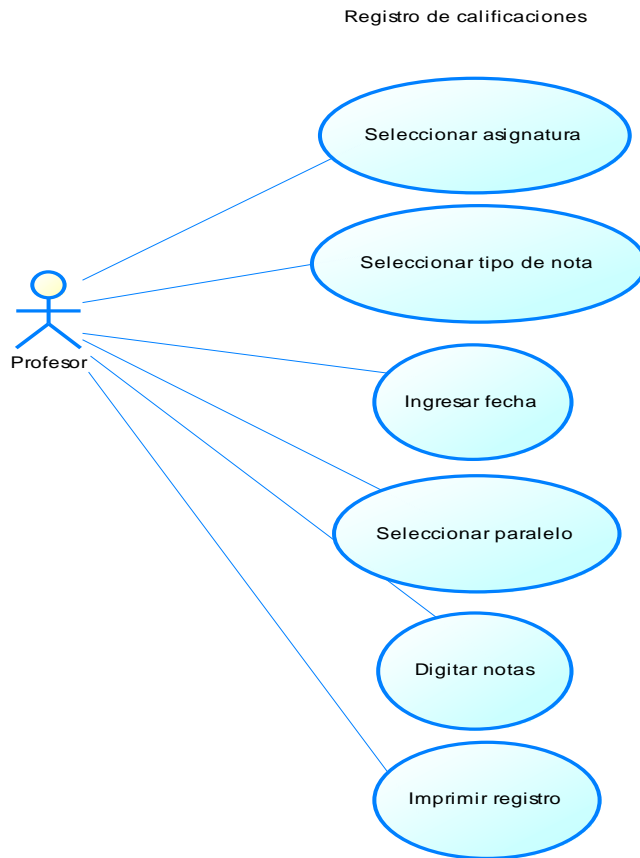 Registro de calificaciones
Seleccionar asignatura
Seleccionar tipo de nota
Profesor
Ingresar fecha
Seleccionar paralelo
Digitar notas
Imprimir registro